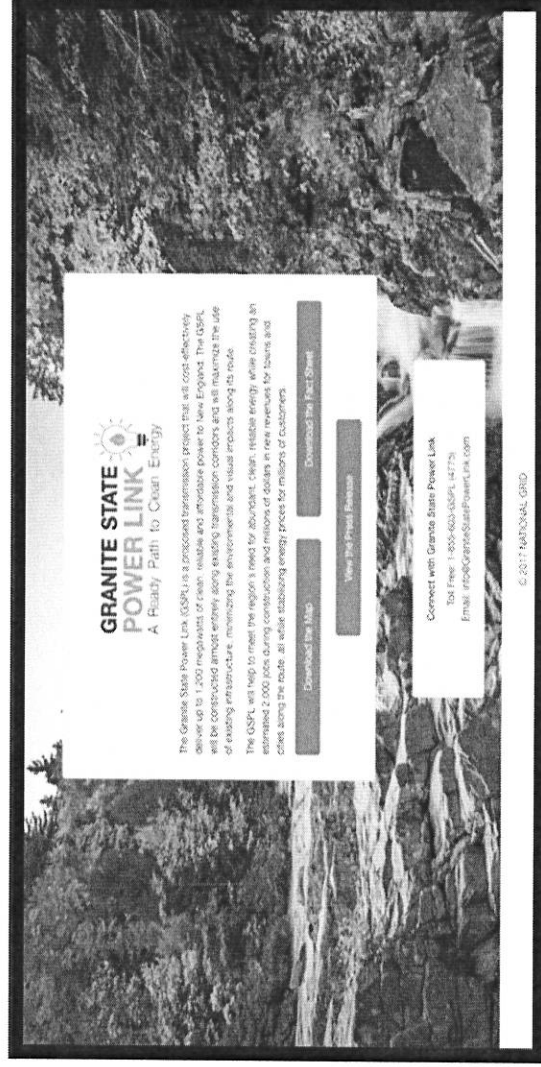 GRANITE STATE
POWER LINK
A Ready Path to Clean Energy
The Granite State Power Link (GSPL) is a proposed transmission project that will cost-effectively
deliver up to 1,200 megawatts of clean, reliable and affordable power to New England. The GSPL
will be constructed almost entirely along existing transmission corridors and will maximize the use
of existing infrastructure, minimizing the environmental and visual impacts along its route.
The GSPL will help to meet the region's need for abundant, clean, reliable energy while creating an
estimated 2,000 jobs during construction and millions of dollars in new revenues for towns and
cities along the route, all while stabilizing energy prices for millions of customers.
Download the Map
Download the Fact Sheet
View the Press Release
Connect with Granite State Power Link
Toll Free: 1-855-603-GSPL (4775)
Email: info@GraniteStatePowerLink.com
© 2017 NATIONAL GRID